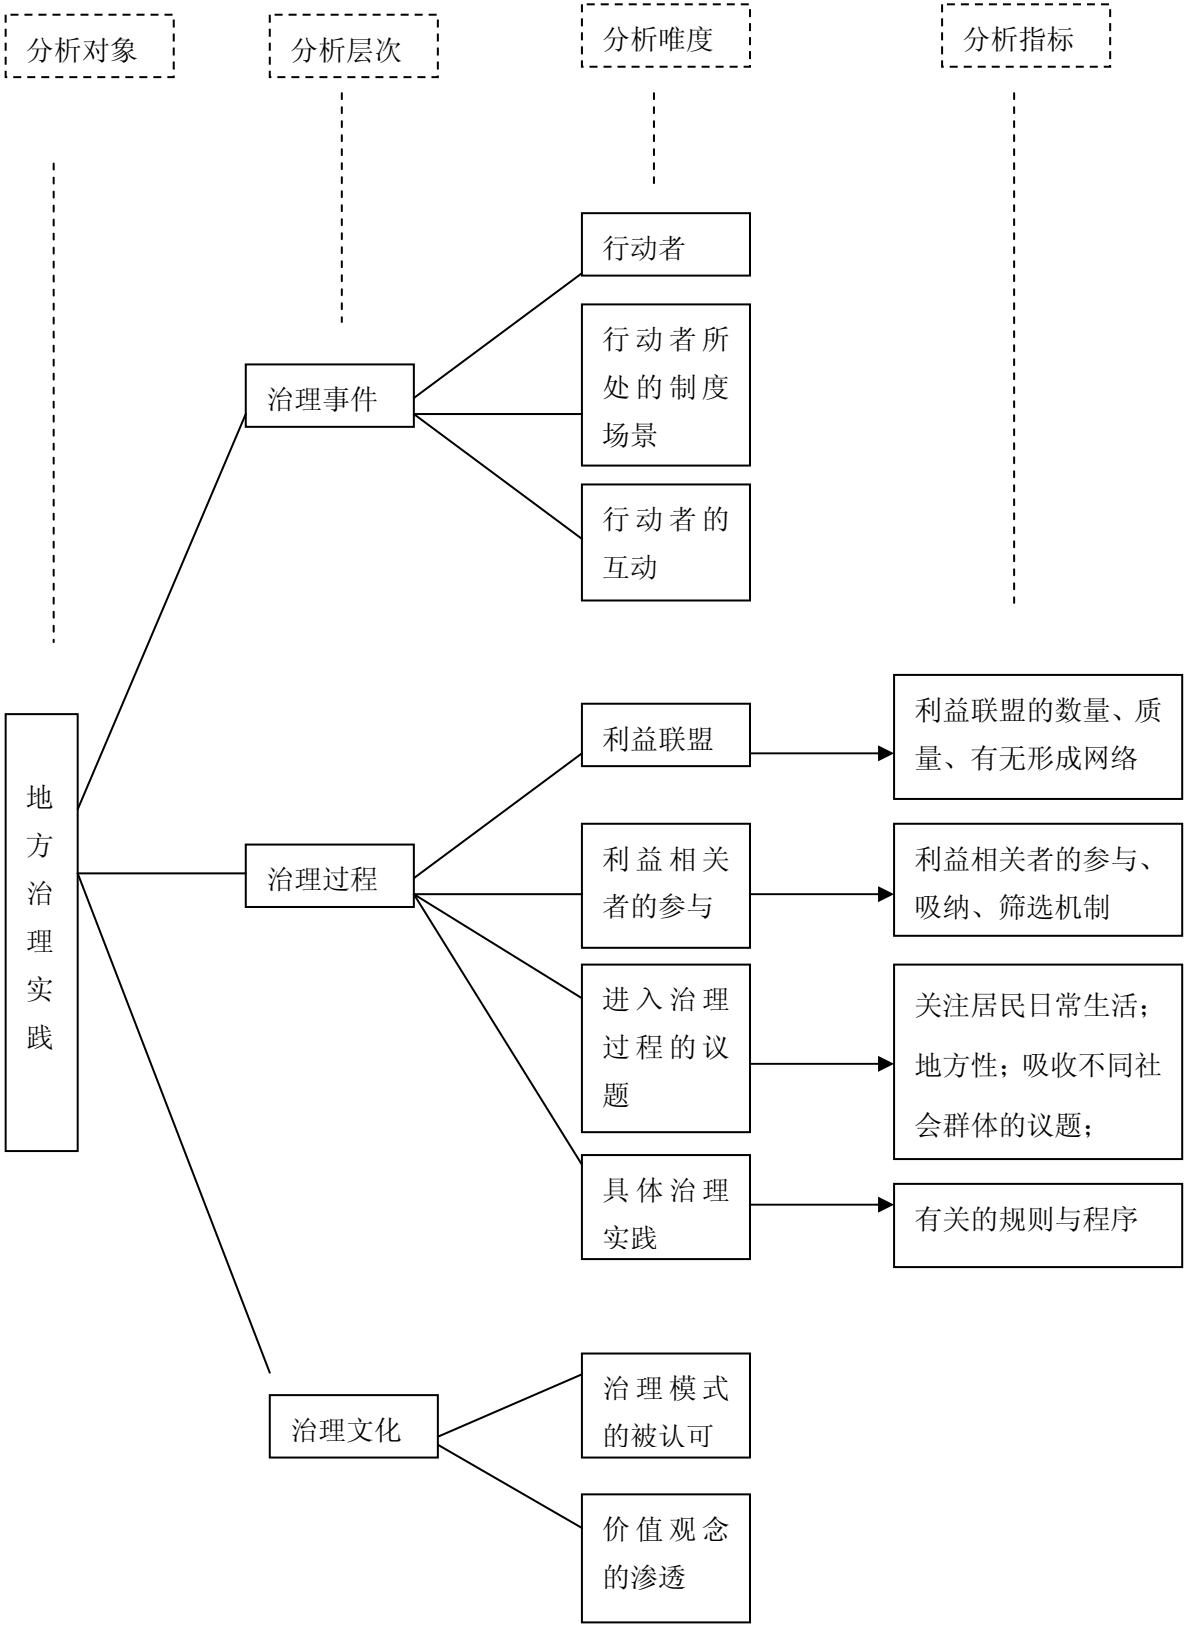 分析对象
分析层次
分析唯度
分析指标
行动者
行动者所
处的制度
场景
治理事件
行动者的
互动
地
方
治
理
实
践
治理过程
利益联盟
利益联盟的数量、质
量、有无形成网络
利益相关
者的参与
利益相关者的参与、
吸纳、筛选机制
进入治理
过程的议
题
关注居民日常生活；
地方性；吸收不同社
会群体的议题；
具体治理
实践
有关的规则与程序
治理文化
治理模式
的被认可
价值观念
的渗透